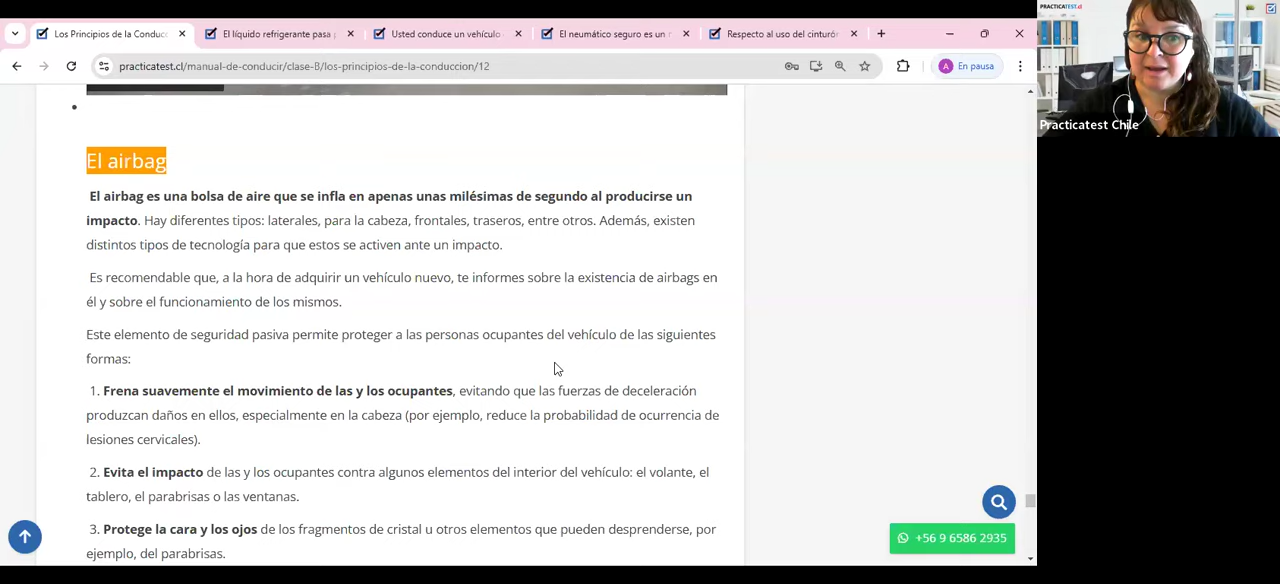 Los Principios de la Conducc
El líquido refrigerante pasa
Usted conduce un vehículo
El neumático seguro es un r
Respecto al uso del cinturón
practicatest.cl/manual-de-conducir/clase-B/los-principios-de-la-conduccion/12
A En pausa
PRACTICATEST.cl
Practicatest Chile
El airbag
El airbag es una bolsa de aire que se infla en apenas unas milésimas de segundo al producirse un
impacto. Hay diferentes tipos: laterales, para la cabeza, frontales, traseros, entre otros. Además, existen
distintos tipos de tecnología para que estos se activen ante un impacto.
Es recomendable que, a la hora de adquirir un vehículo nuevo, te informes sobre la existencia de airbags en
él y sobre el funcionamiento de los mismos.
Este elemento de seguridad pasiva permite proteger a las personas ocupantes del vehículo de las siguientes
formas:
1. Frena suavemente el movimiento de las y los ocupantes, evitando que las fuerzas de deceleración
produzcan daños en ellos, especialmente en la cabeza (por ejemplo, reduce la probabilidad de ocurrencia de
lesiones cervicales).
2. Evita el impacto de las y los ocupantes contra algunos elementos del interior del vehículo: el volante, el
tablero, el parabrisas o las ventanas.
3. Protege la cara y los ojos de los fragmentos de cristal u otros elementos que pueden desprenderse, por
ejemplo, del parabrisas.
+56 9 6586 2935